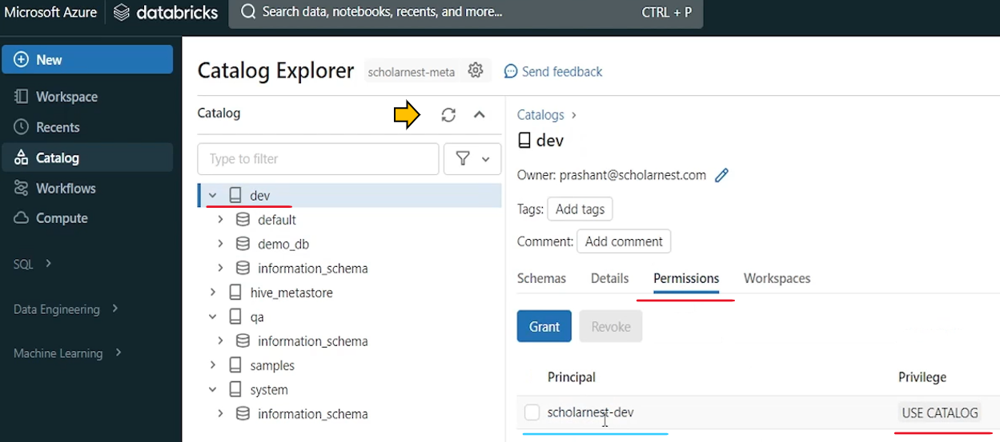 Microsoft Azure databricks Search data, notebooks, recents, and more... CTRL + P
New
Workspace
Recents
Catalog
Workflows
Compute
SQL
Data Engineering
Machine Learning
Catalog Explorer scholarnest-meta Send feedback
Catalog
Type to filter
dev
default
demo_db
information_schema
hive_metastore
qa
information_schema
samples
system
information_schema
Catalogs
dev
Owner: prashant@scholarnest.com
Tags: Add tags
Comment: Add comment
Schemas Details Permissions Workspaces
Grant Revoke
Principal Privilege
scholarnest-dev USE CATALOG